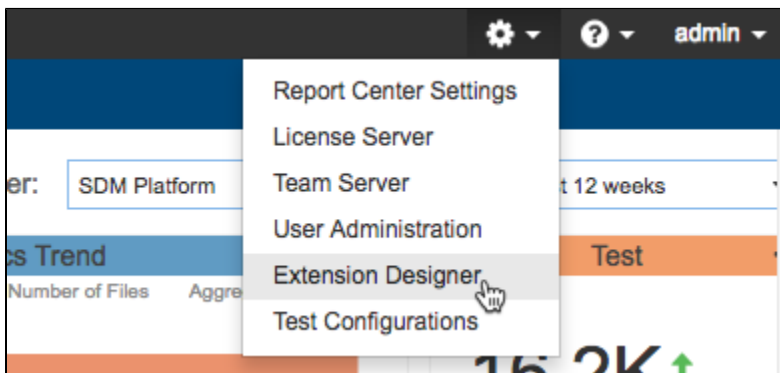 admin
Report Center Settings
License Server
Team Server
User Administration
Extension Designer
Test Configurations
er: SDM Platform t 12 weeks
cs Trend Test
Number of Files Aggre
16.2K